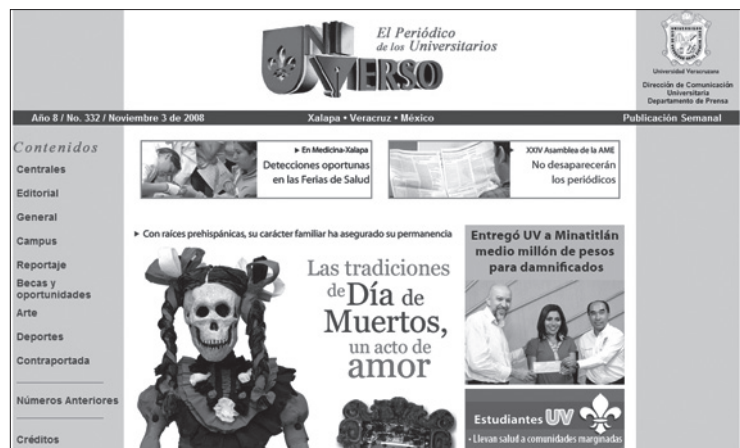 UNI
VERSO
El Periódico
de los Universitarios
Universidad Veracruzana
Dirección de Comunicación
Universitaria
Departamento de Prensa
Año 8 / No. 332 / Noviembre 3 de 2008
Xalapa • Veracruz • México
Publicación Semanal
Contenidos
Centrales
Editorial
General
Campus
Reportaje
Becas y
oportunidades
Arte
Deportes
Contraportada
Números Anteriores
Créditos
▸ En Medicina-Xalapa
Detecciones oportunas
en las Ferias de Salud
XXIV Asamblea de la AME
No desaparecerán
los periódicos
▸ Con raíces prehispánicas, su carácter familiar ha asegurado su permanencia
Las tradiciones
de Día de
Muertos,
un acto de
amor
Entregó UV a Minatitlán
medio millón de pesos
para damnificados
Estudiantes UV
• Llevan salud a comunidades marginadas